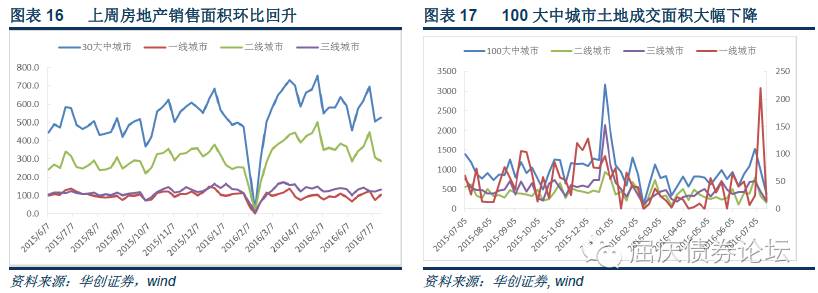 图表 16 上周房地产销售面积环比回升
30大中城市 一线城市 二线城市 三线城市
800.0
700.0
600.0
500.0
400.0
300.0
200.0
100.0
0.0
2015/6/7 2015/7/7 2015/8/7 2015/9/7 2015/10/7 2015/11/7 2015/12/7 2016/1/7 2016/2/7 2016/3/7 2016/4/7 2016/5/7 2016/6/7 2016/7/7
资料来源：华创证券，wind
图表 17 100 大中城市土地成交面积大幅下降
100大中城市 二线城市 三线城市 一线城市
3500
3000
2500
2000
1500
1000
500
0
250
200
150
100
50
0
2015-07-05 2015-08-05 2015-09-05 2015-10-05 2015-11-05 2015-12-05 2016-01-05 2016-02-05 2016-03-05 2016-04-05 2016-05-05 2016-06-05 2016-07-05
资料来源：华创证券, wind
屈庆债券论坛